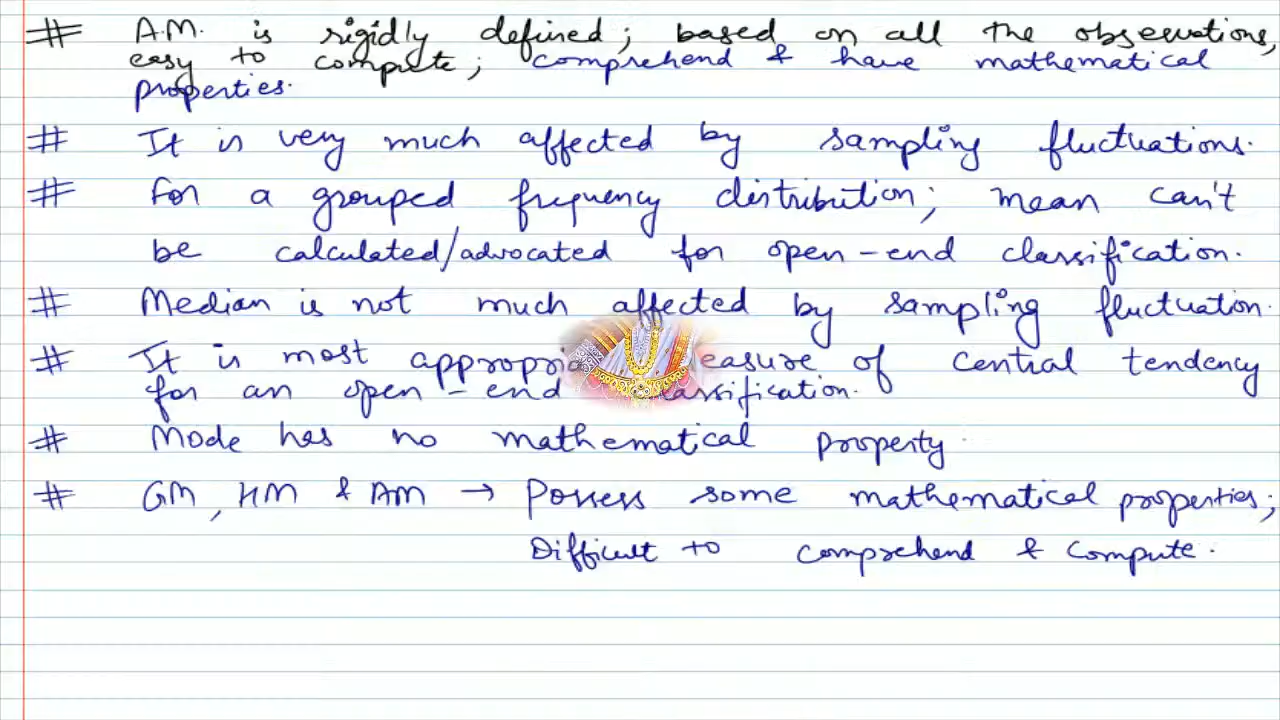 # A.M. is rigidly defined; based on all the observations,
easy to compute; comprehend & have mathematical
properties.
# It is very much affected by sampling fluctuations.
# For a grouped frequency distribution; mean can't
be calculated/advocated for open-end classification.
# Median is not much affected by sampling fluctuation.
# It is most appropri easure of central tendency
for an open-end assification.
# Mode has no mathematical property.
# GM, HM & AM → Possess some mathematical properties;
Difficult to comprehend & compute.